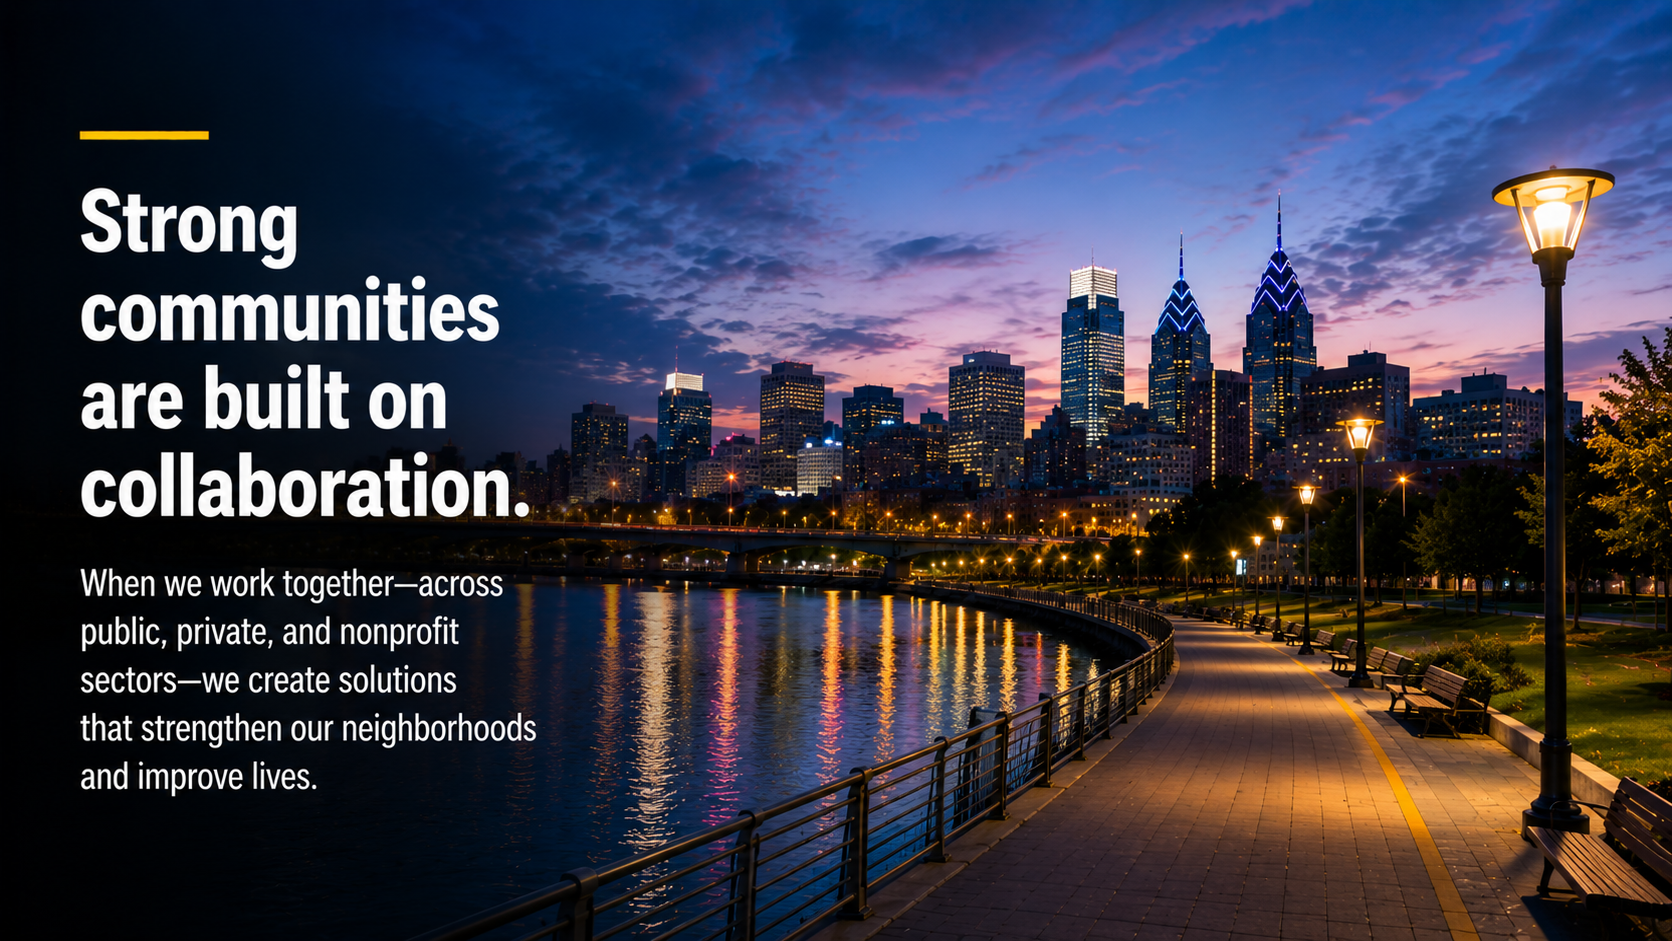 Strong
communities
are built on
collaboration.
When we work together—across
public, private, and nonprofit
sectors—we create solutions
that strengthen our neighborhoods
and improve lives.